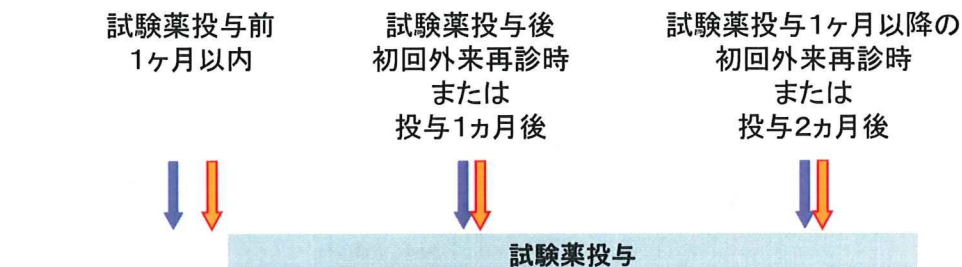 試験薬投与前
1ヶ月以内
試験薬投与後
初回外来再診時
または
投与1ヵ月後
試験薬投与1ヶ月以降の
初回外来再診時
または
投与2ヵ月後
試験薬投与